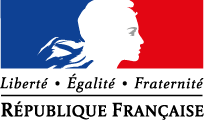 Liberté • Égalité • Fraternité
RÉPUBLIQUE FRANÇAISE